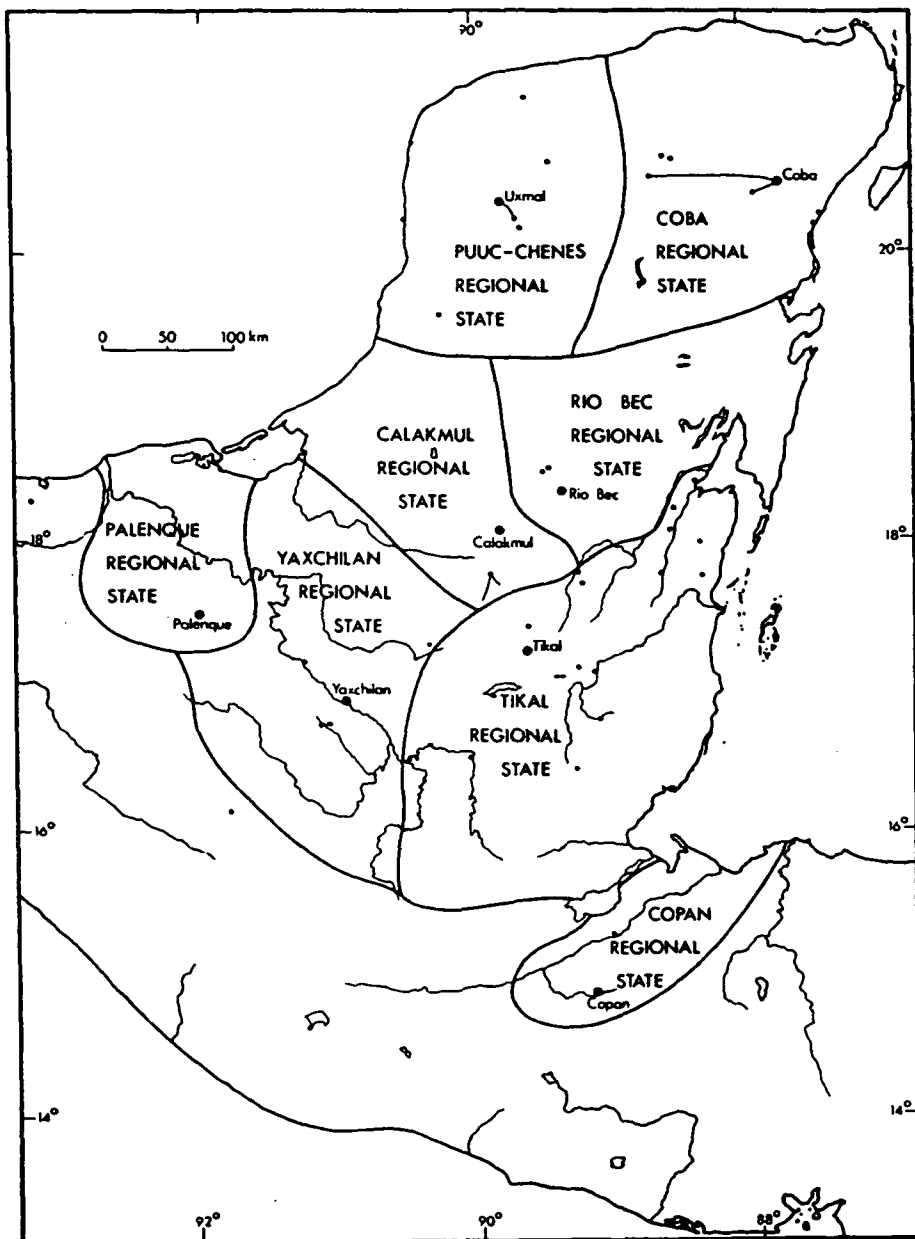 90°
Coba
Uxmal
COBA
REGIONAL
STATE
20°
PUUC-CHENES
REGIONAL
STATE
0 50 100 km
RIO BEC
REGIONAL
STATE
CALAKMUL
REGIONAL
STATE
Rio Bec
18°
18°
PALENQUE
REGIONAL
STATE
Calakmul
YAXCHILAN
REGIONAL
STATE
Palenque
Tikal
Yaxchilan
TIKAL
REGIONAL
STATE
16°
16°
COPAN
REGIONAL
STATE
Copan
14°
14°
92°
90°
88°